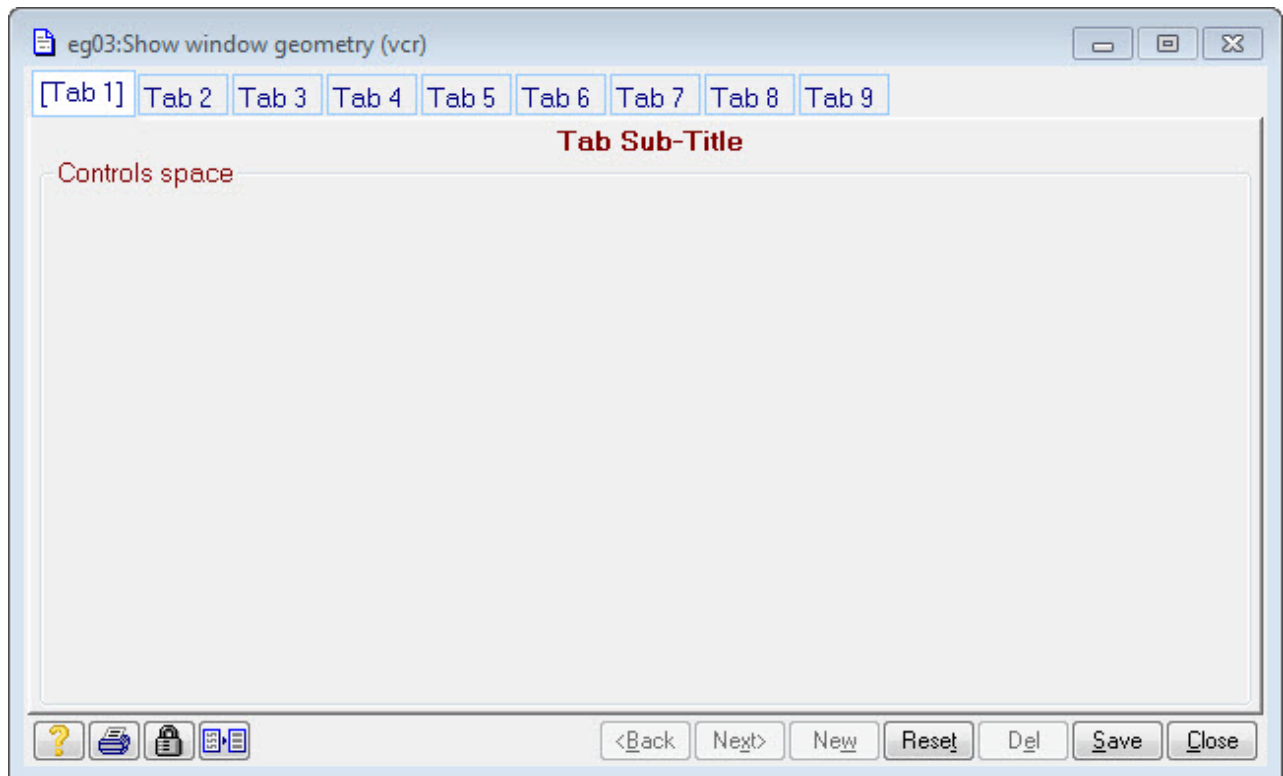 eg03:Show window geometry (vcr)
[Tab 1] Tab 2 Tab 3 Tab 4 Tab 5 Tab 6 Tab 7 Tab 8 Tab 9
Tab Sub-Title
Controls space
? <Back Next> New Reset Del Save Close